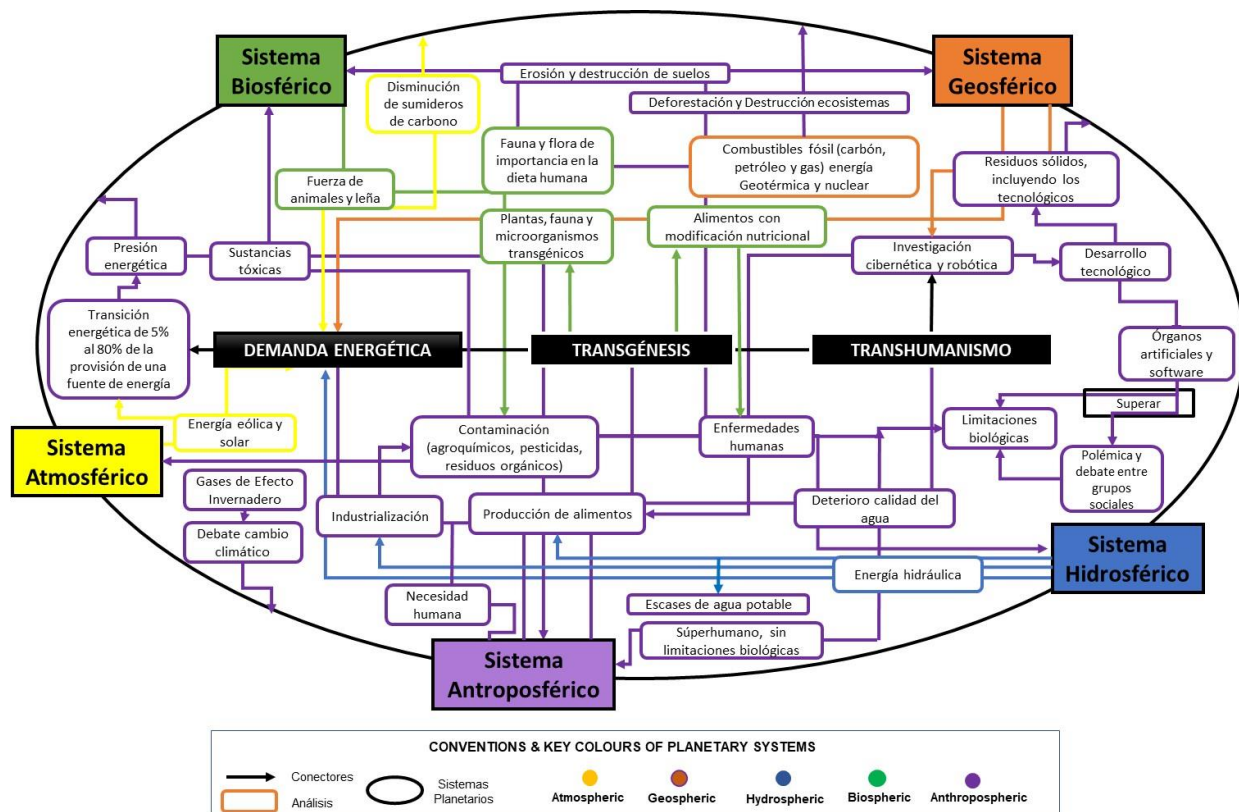 Sistema
Biosférico
Disminución
de sumideros
de carbono
Erosión y destrucción de suelos
Deforestación y Destrucción ecosistemas
Sistema
Geosférico
Fauna y flora de
importancia en la
dieta humana
Combustibles fósil (carbón,
petróleo y gas) energía
Geotérmica y nuclear
Residuos sólidos,
incluyendo los
tecnológicos
Fuerza de
animales y leña
Plantas, fauna y
microorganismos
transgénicos
Alimentos con
modificación nutricional
Presión
energética
Sustancias
tóxicas
Investigación
cibernética y robótica
Desarrollo
tecnológico
Transición
energética de 5%
al 80% de la
provisión de una
fuente de energía
DEMANDA ENERGÉTICA
TRANSGÉNESIS
TRANSHUMANISMO
Órganos
artificiales y
software
Superar
Energía eólica y
solar
Contaminación
(agroquímicos, pesticidas,
residuos orgánicos)
Enfermedades
humanas
Limitaciones
biológicas
Polémica y
debate entre
grupos
sociales
Sistema
Atmosférico
Gases de Efecto
Invernadero
Industrialización
Producción de alimentos
Deterioro calidad del
agua
Debate cambio
climático
Sistema
Hidrosférico
Energía hidráulica
Necesidad
humana
Escases de agua potable
Súperhumano, sin
limitaciones biológicas
Sistema
Antroposférico
CONVENTIONS & KEY COLOURS OF PLANETARY SYSTEMS
Conectores
Análisis
Sistemas
Planetarios
Atmospheric
Geospheric
Hydrospheric
Biospheric
Anthropospheric